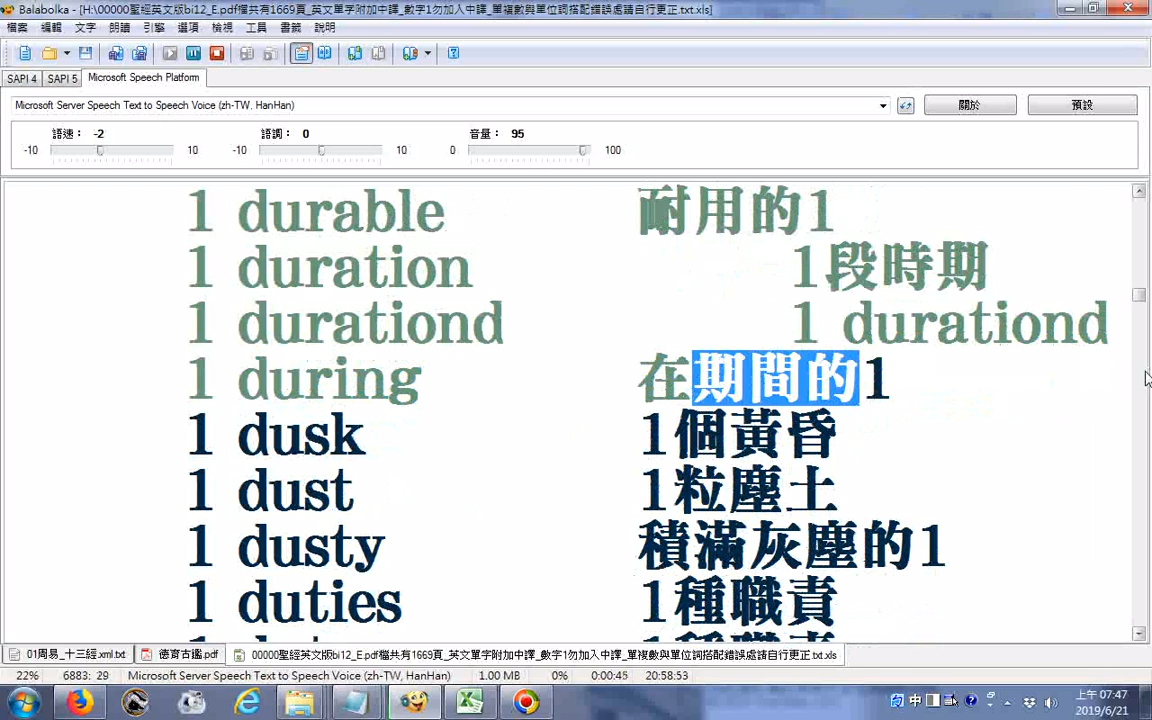 Balabolka - [H:\00000聖經英文版bi12_E.pdf檔共有1669頁_英文單字附加中譯_數字1勿加入中譯_單複數與單位詞搭配錯誤處請自行更正.txt.xls]
檔案 編輯 文字 朗讀 引擎 選項 檢視 工具 書籤 說明
SAPI 4 SAPI 5 Microsoft Speech Platform
Microsoft Server Speech Text to Speech Voice (zh-TW, HanHan) 關於 預設
語速： -2 語調： 0 音量： 95
-10 10 -10 10 0 100
1 durable 耐用的1
1 duration 1段時期
1 durationd 1 durationd
1 during 在期間的1
1 dusk 1個黃昏
1 dust 1粒塵土
1 dusty 積滿灰塵的1
1 duties 1種職責
01周易_十三經.xml.txt 德育古鑑.pdf 00000聖經英文版bi12_E.pdf檔共有1669頁_英文單字附加中譯_數字1勿加入中譯_單複數與單位詞搭配錯誤處請自行更正.txt.xls
22% 6883: 29 Microsoft Server Speech Text to Speech Voice (zh-TW, HanHan) 1.00 MB 0% 0:00:45 20:58:53
中 上午 07:47
2019/6/21